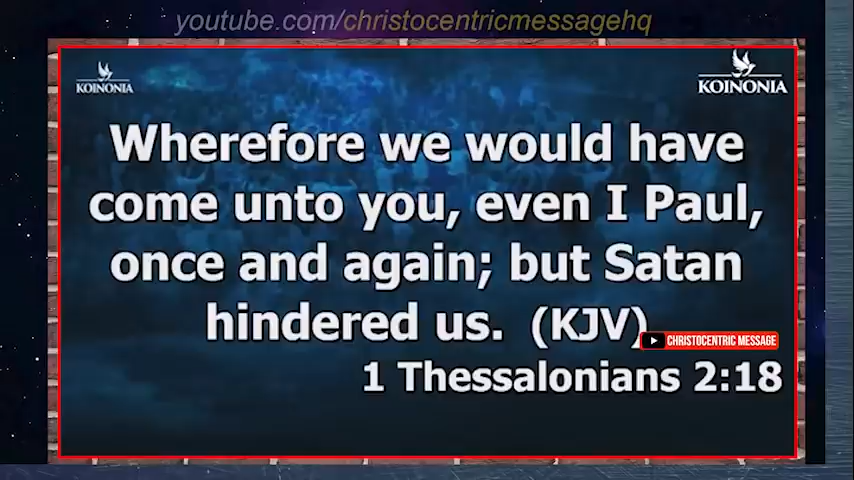 youtube.com/christocentricmessagehq
KOINONIA
KOINONIA
Wherefore we would have
come unto you, even I Paul,
once and again; but Satan
hindered us. (KJV)
CHRISTOCENTRIC MESSAGE
1 Thessalonians 2:18